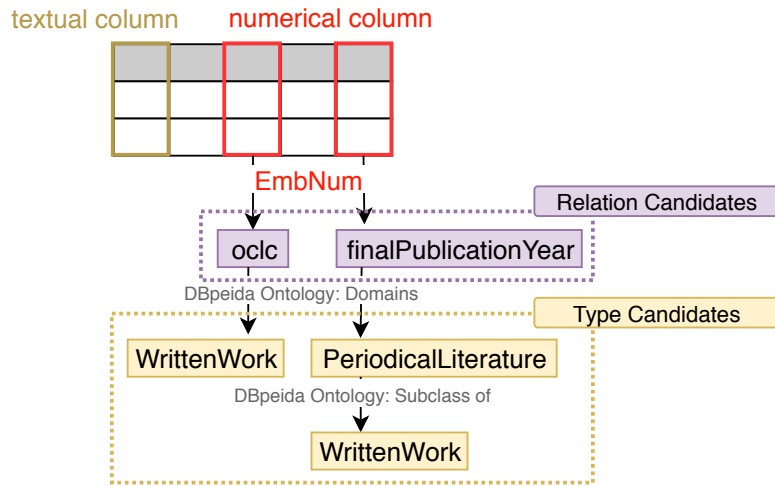 textual column
numerical column
EmbNum
Relation Candidates
oclc
finalPublicationYear
DBpeida Ontology: Domains
Type Candidates
WrittenWork
PeriodicalLiterature
DBpeida Ontology: Subclass of
WrittenWork